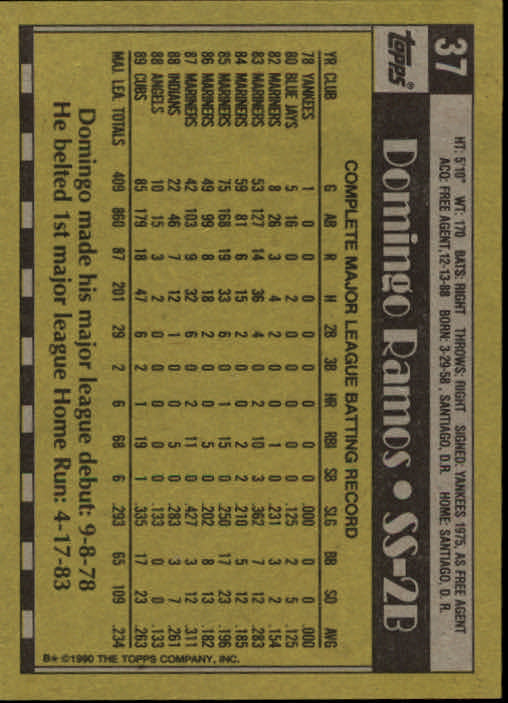 37
topps®
HT: 5'10" WT: 170 BATS: RIGHT THROWS: RIGHT SIGNED: YANKEES 1975, AS FREE AGENT
ACQ: FREE AGENT, 12-13-88 BORN: 3-29-58, SANTIAGO, D.R. HOME: SANTIAGO, D. R.
Domingo Ramos • SS-2B
COMPLETE MAJOR LEAGUE BATTING RECORD
YR CLUB G AB R H 2B 3B HR RBI SB SLG BB SO AVG
78 YANKEES 1 0 0 0 0 0 0 0 0 .000 0 0 .000
80 BLUE JAYS 5 16 0 2 0 0 0 0 0 .125 2 5 .125
82 MARINERS 8 26 3 4 2 0 0 1 0 .231 3 2 .154
83 MARINERS 53 127 14 36 4 0 2 10 3 .362 7 12 .283
84 MARINERS 59 81 6 15 2 0 0 2 2 .210 5 12 .185
85 MARINERS 75 168 19 33 6 0 1 15 0 .250 17 23 .196
86 MARINERS 49 99 8 18 2 0 0 5 0 .202 8 13 .182
87 MARINERS 42 103 9 32 6 0 2 11 0 .427 3 12 .311
88 INDIANS 22 46 7 12 1 0 0 5 0 .283 3 7 .261
88 ANGELS 10 15 3 2 0 0 0 0 0 .133 0 0 .133
89 CUBS 85 179 18 47 6 2 1 19 1 .335 17 23 .263
MAJ. LEA. TOTALS 409 860 87 201 29 2 6 68 6 .293 65 109 .234
Domingo made his major league debut: 9-8-78
He belted 1st major league Home Run: 4-17-83
B* ©1990 THE TOPPS COMPANY, INC.